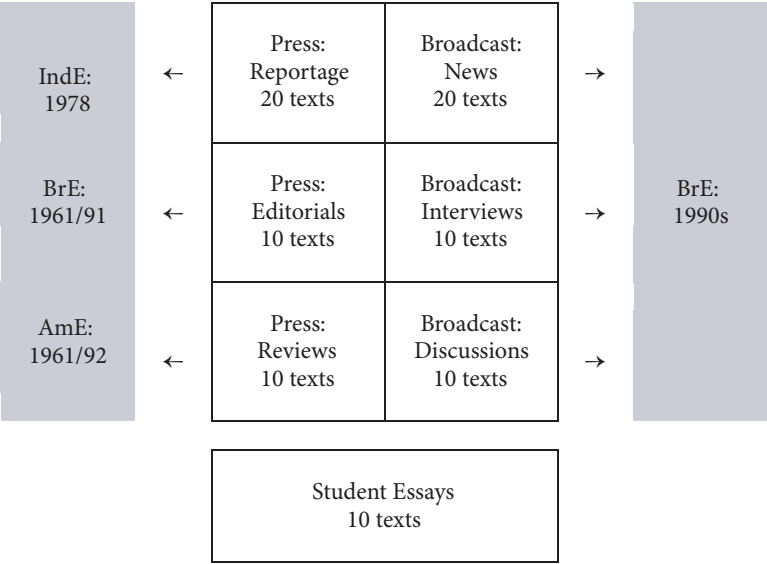 IndE:
1978
BrE:
1961/91
AmE:
1961/92
←
←
←
Press:
Reportage
20 texts
Broadcast:
News
20 texts
Press:
Editorials
10 texts
Broadcast:
Interviews
10 texts
Press:
Reviews
10 texts
Broadcast:
Discussions
10 texts
→
→
→
BrE:
1990s
Student Essays
10 texts